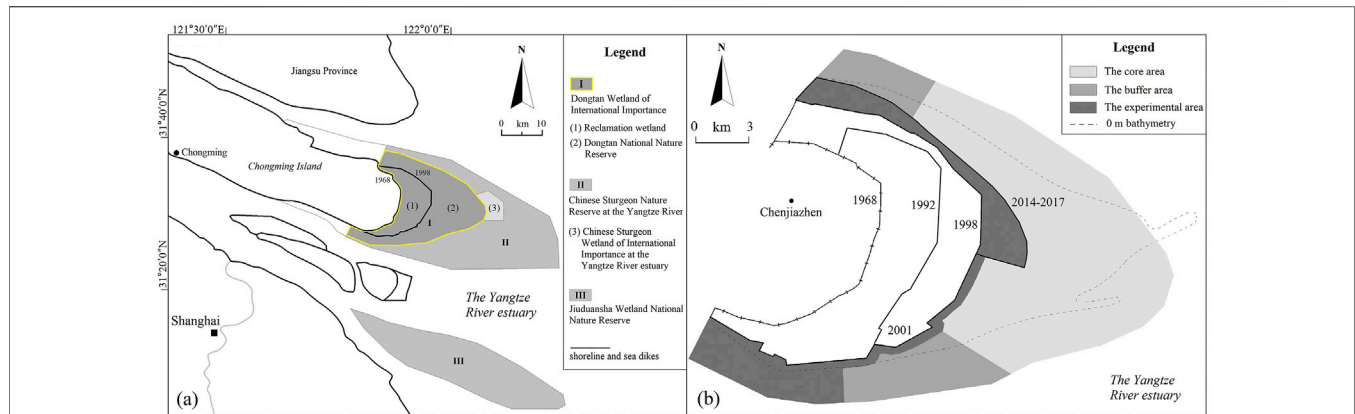 121°30′0″E
122°0′0″E
31°40′0″N
31°20′0″N
Jiangsu Province
N
0 km 10
Chongming
Chongming Island
1968
1998
(1)
(2)
(3)
I
II
The Yangtze
River estuary
Shanghai
III
(a)
Legend
I
Dongtan Wetland of
International Importance
(1) Reclamation wetland
(2) Dongtan National Nature
Reserve
II
Chinese Sturgeon Nature
Reserve at the Yangtze River
(3) Chinese Sturgeon
Wetland of International
Importance at the
Yangtze River estuary
III
Jiuduansha Wetland National
Nature Reserve
shoreline and sea dikes
N
0 km 3
Legend
The core area
The buffer area
The experimental area
0 m bathymetry
Chenjiazhen
1968
1992
1998
2014-2017
2001
The Yangtze
River estuary
(b)